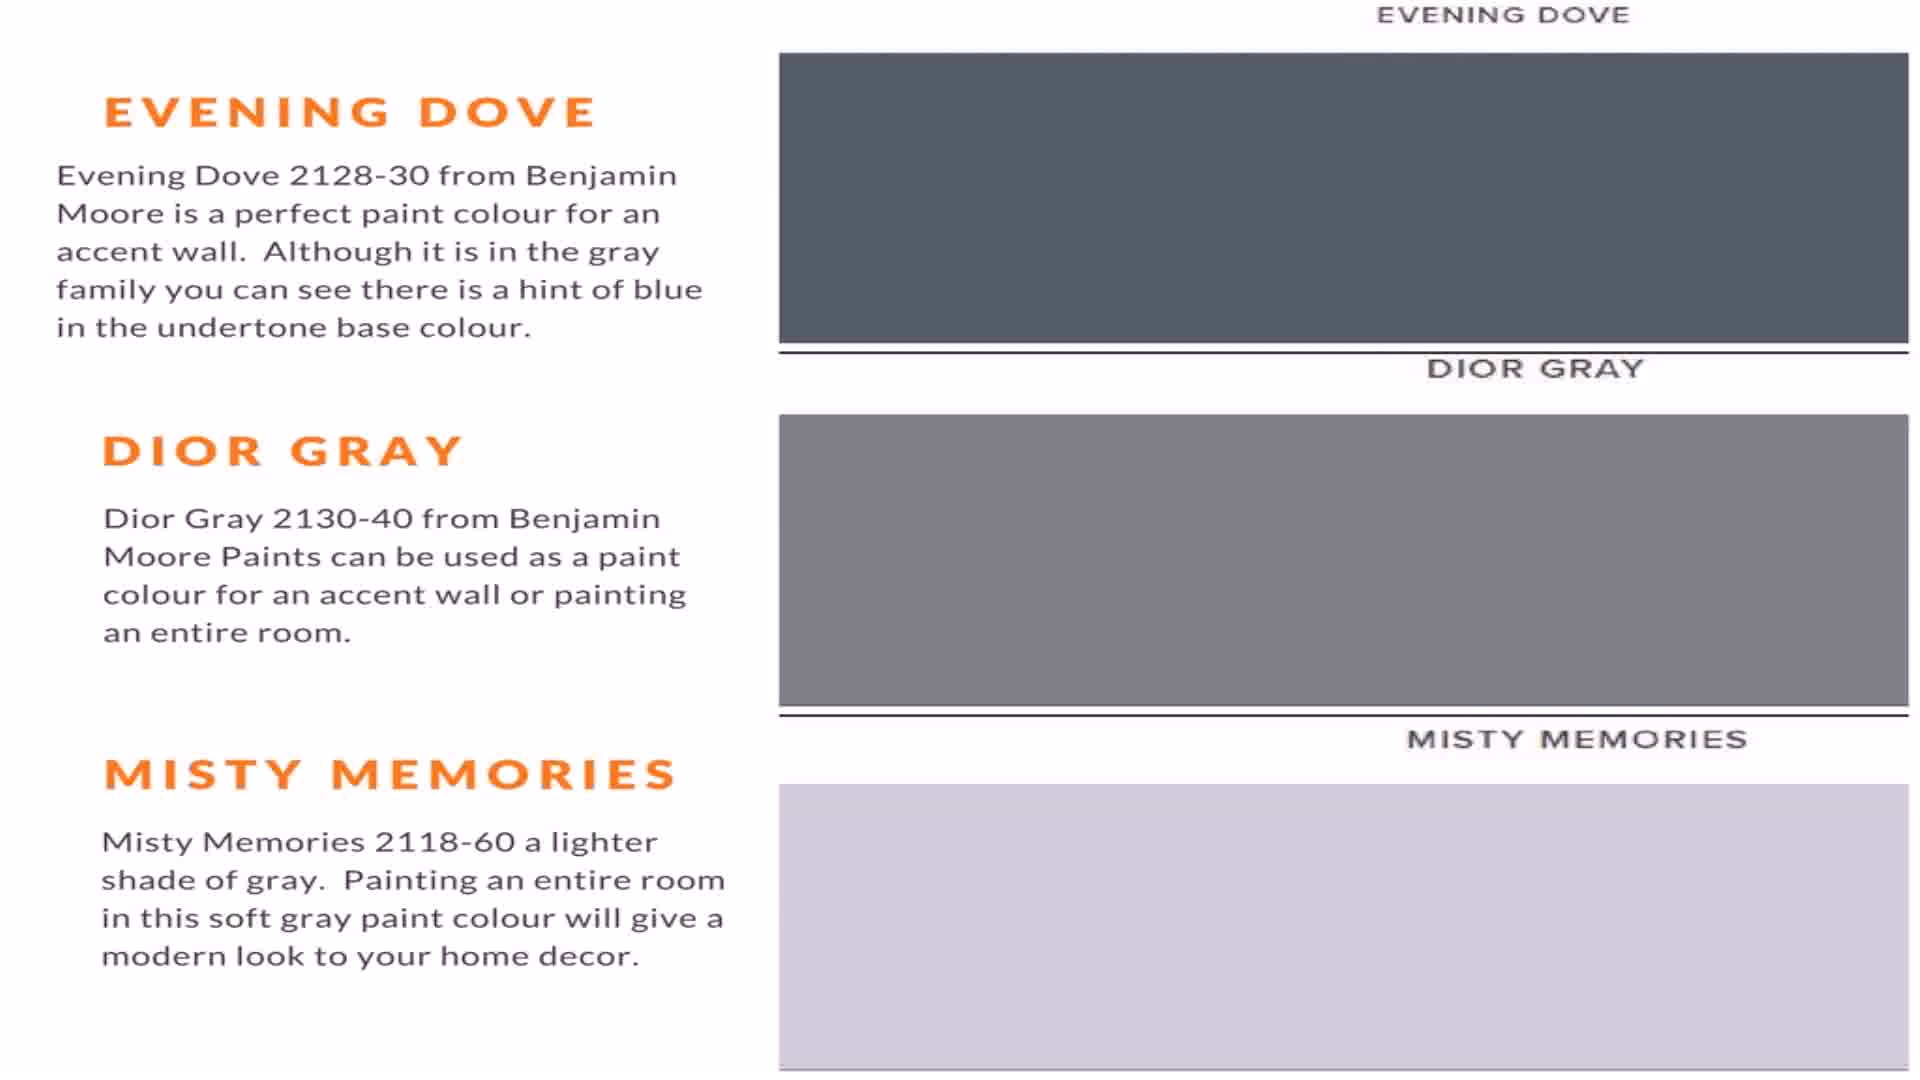 EVENING DOVE
EVENING DOVE
Evening Dove 2128-30 from Benjamin
Moore is a perfect paint colour for an
accent wall.  Although it is in the gray
family you can see there is a hint of blue
in the undertone base colour.
DIOR GRAY
DIOR GRAY
Dior Gray 2130-40 from Benjamin
Moore Paints can be used as a paint
colour for an accent wall or painting
an entire room.
MISTY MEMORIES
MISTY MEMORIES
Misty Memories 2118-60 a lighter
shade of gray.  Painting an entire room
in this soft gray paint colour will give a
modern look to your home decor.